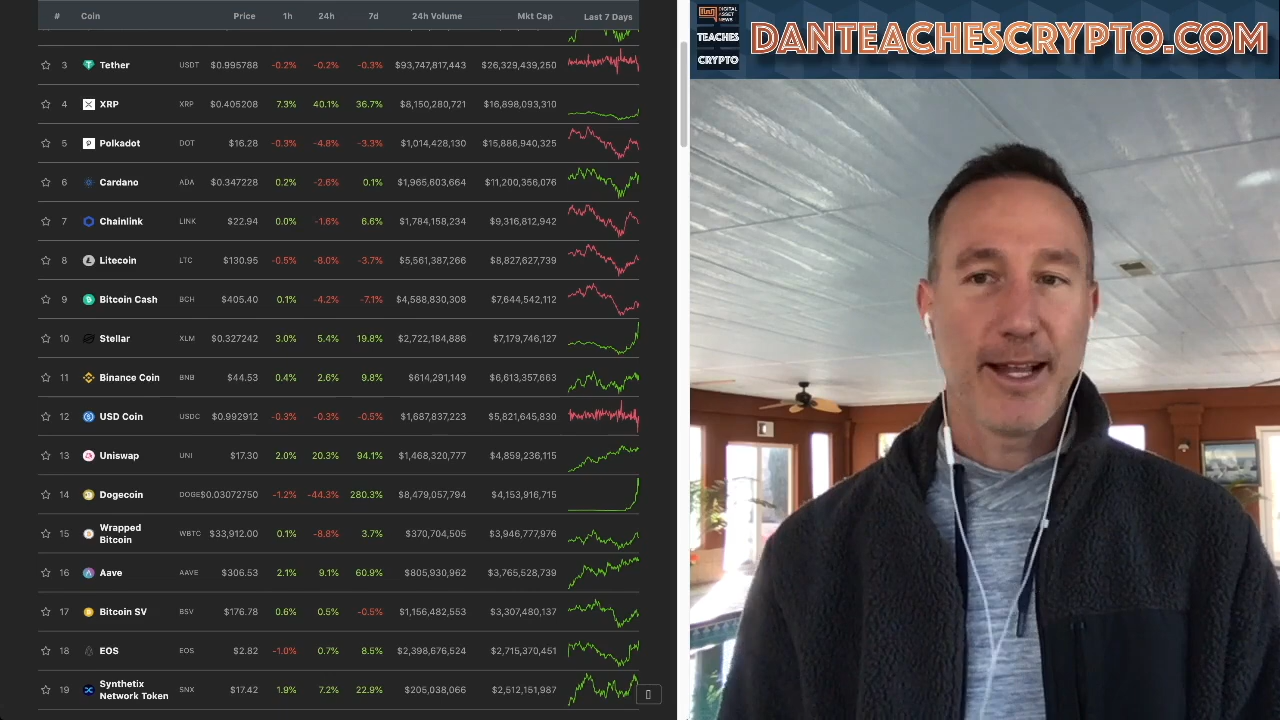 # Coin Price 1h 24h 7d 24h Volume Mkt Cap Last 7 Days
3 Tether USDT $0.995788 -0.2% -0.2% -0.3% $93,747,817,443 $26,329,439,250
4 XRP XRP $0.405208 7.3% 40.1% 36.7% $8,150,280,721 $16,898,093,310
5 Polkadot DOT $16.28 -0.3% -4.8% -3.3% $1,014,428,130 $15,886,940,325
6 Cardano ADA $0.347228 0.2% -2.6% 0.1% $1,965,603,664 $11,200,356,076
7 Chainlink LINK $22.94 0.0% -1.6% 6.6% $1,784,158,234 $9,316,812,942
8 Litecoin LTC $130.95 -0.5% -8.0% -3.7% $5,561,387,266 $8,827,627,739
9 Bitcoin Cash BCH $405.40 0.1% -4.2% -7.1% $4,588,830,308 $7,644,542,112
10 Stellar XLM $0.327242 3.0% 5.4% 19.8% $2,722,184,886 $7,179,746,127
11 Binance Coin BNB $44.53 0.4% 2.6% 9.8% $614,291,149 $6,613,357,663
12 USD Coin USDC $0.992912 -0.3% -0.3% -0.5% $1,687,837,223 $5,821,645,830
13 Uniswap UNI $17.30 2.0% 20.3% 94.1% $1,468,320,777 $4,859,236,115
14 Dogecoin DOGE $0.03072750 -1.2% -44.3% 280.3% $8,479,057,794 $4,153,916,715
15 Wrapped Bitcoin WBTC $33,912.00 0.1% -8.8% 3.7% $370,704,505 $3,946,777,976
16 Aave AAVE $306.53 2.1% 9.1% 60.9% $805,930,962 $3,765,528,739
17 Bitcoin SV BSV $176.78 0.6% 0.5% -0.5% $1,156,482,553 $3,307,480,137
18 EOS EOS $2.82 -1.0% 0.7% 8.5% $2,398,676,524 $2,715,370,451
19 Synthetix Network Token SNX $17.42 1.9% 7.2% 22.9% $205,038,066 $2,512,151,987
DIGITAL
ASSET
NEWS
TEACHES
CRYPTO
DANTEACHESCRYPTO.COM